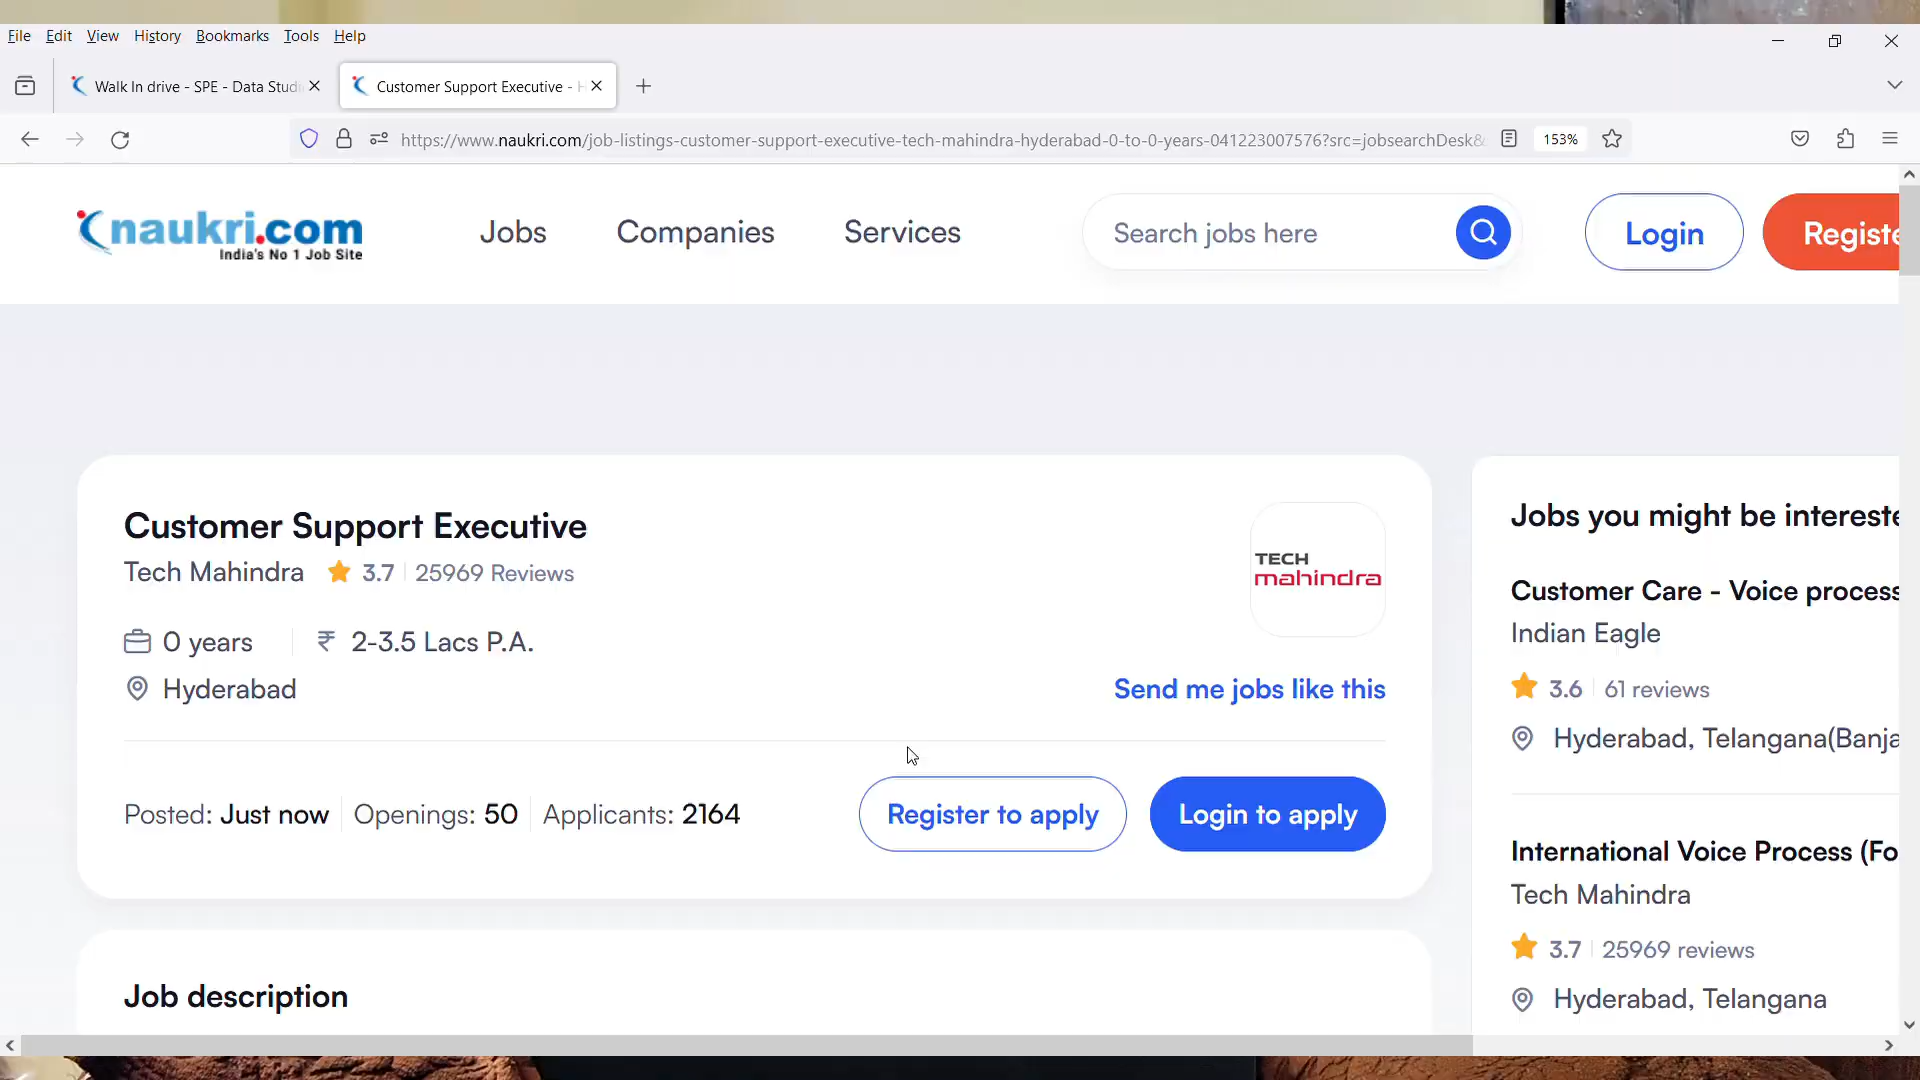 File Edit View History Bookmarks Tools Help
Walk In drive - SPE - Data Studi
Customer Support Executive - H
https://www.naukri.com/job-listings-customer-support-executive-tech-mahindra-hyderabad-0-to-0-years-041223007576?src=jobsearchDesk&
153%
naukri.com
India's No 1 Job Site
Jobs Companies Services
Search jobs here
Login
Registe
Customer Support Executive
Tech Mahindra 3.7 25969 Reviews
0 years ₹ 2-3.5 Lacs P.A.
Hyderabad
Send me jobs like this
TECH
mahindra
Posted: Just now Openings: 50 Applicants: 2164
Register to apply
Login to apply
Job description
Jobs you might be intereste
Customer Care - Voice process
Indian Eagle
3.6 61 reviews
Hyderabad, Telangana(Banja
International Voice Process (Fo
Tech Mahindra
3.7 25969 reviews
Hyderabad, Telangana